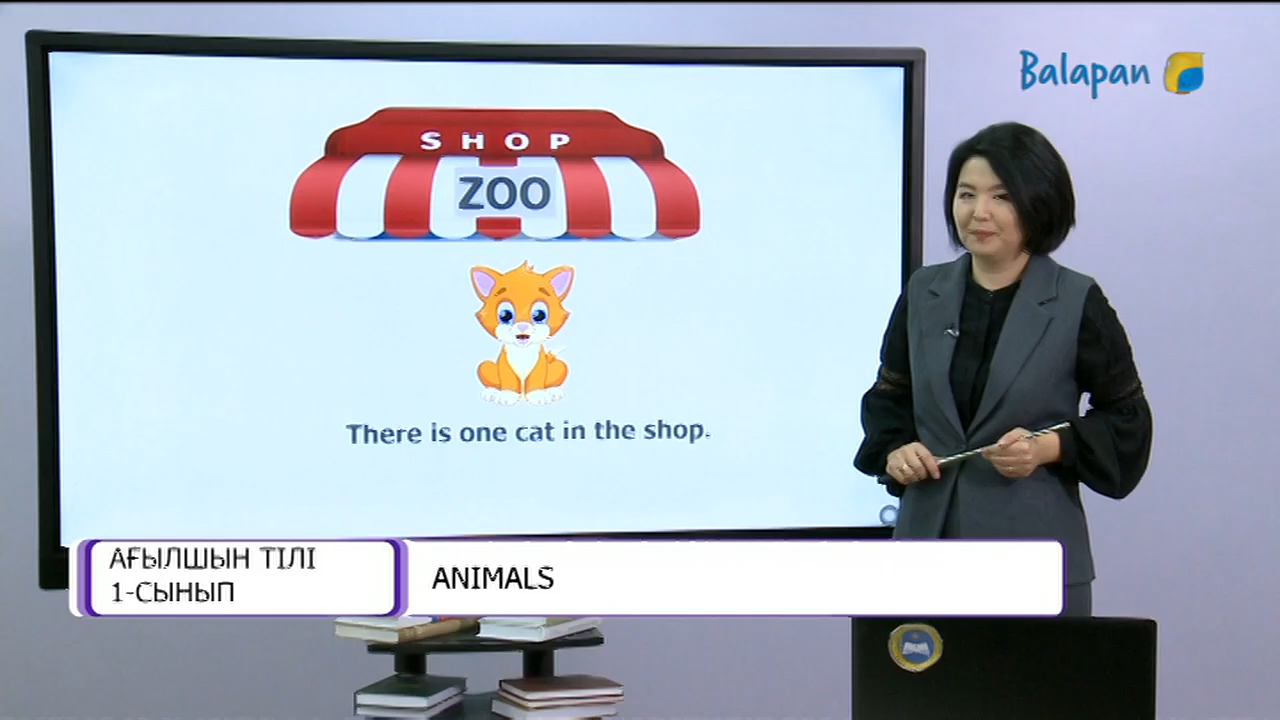 Balapan
SHOP
ZOO
There is one cat in the shop.
АҒЫЛШЫН ТІЛІ
1-СЫНЫП
ANIMALS